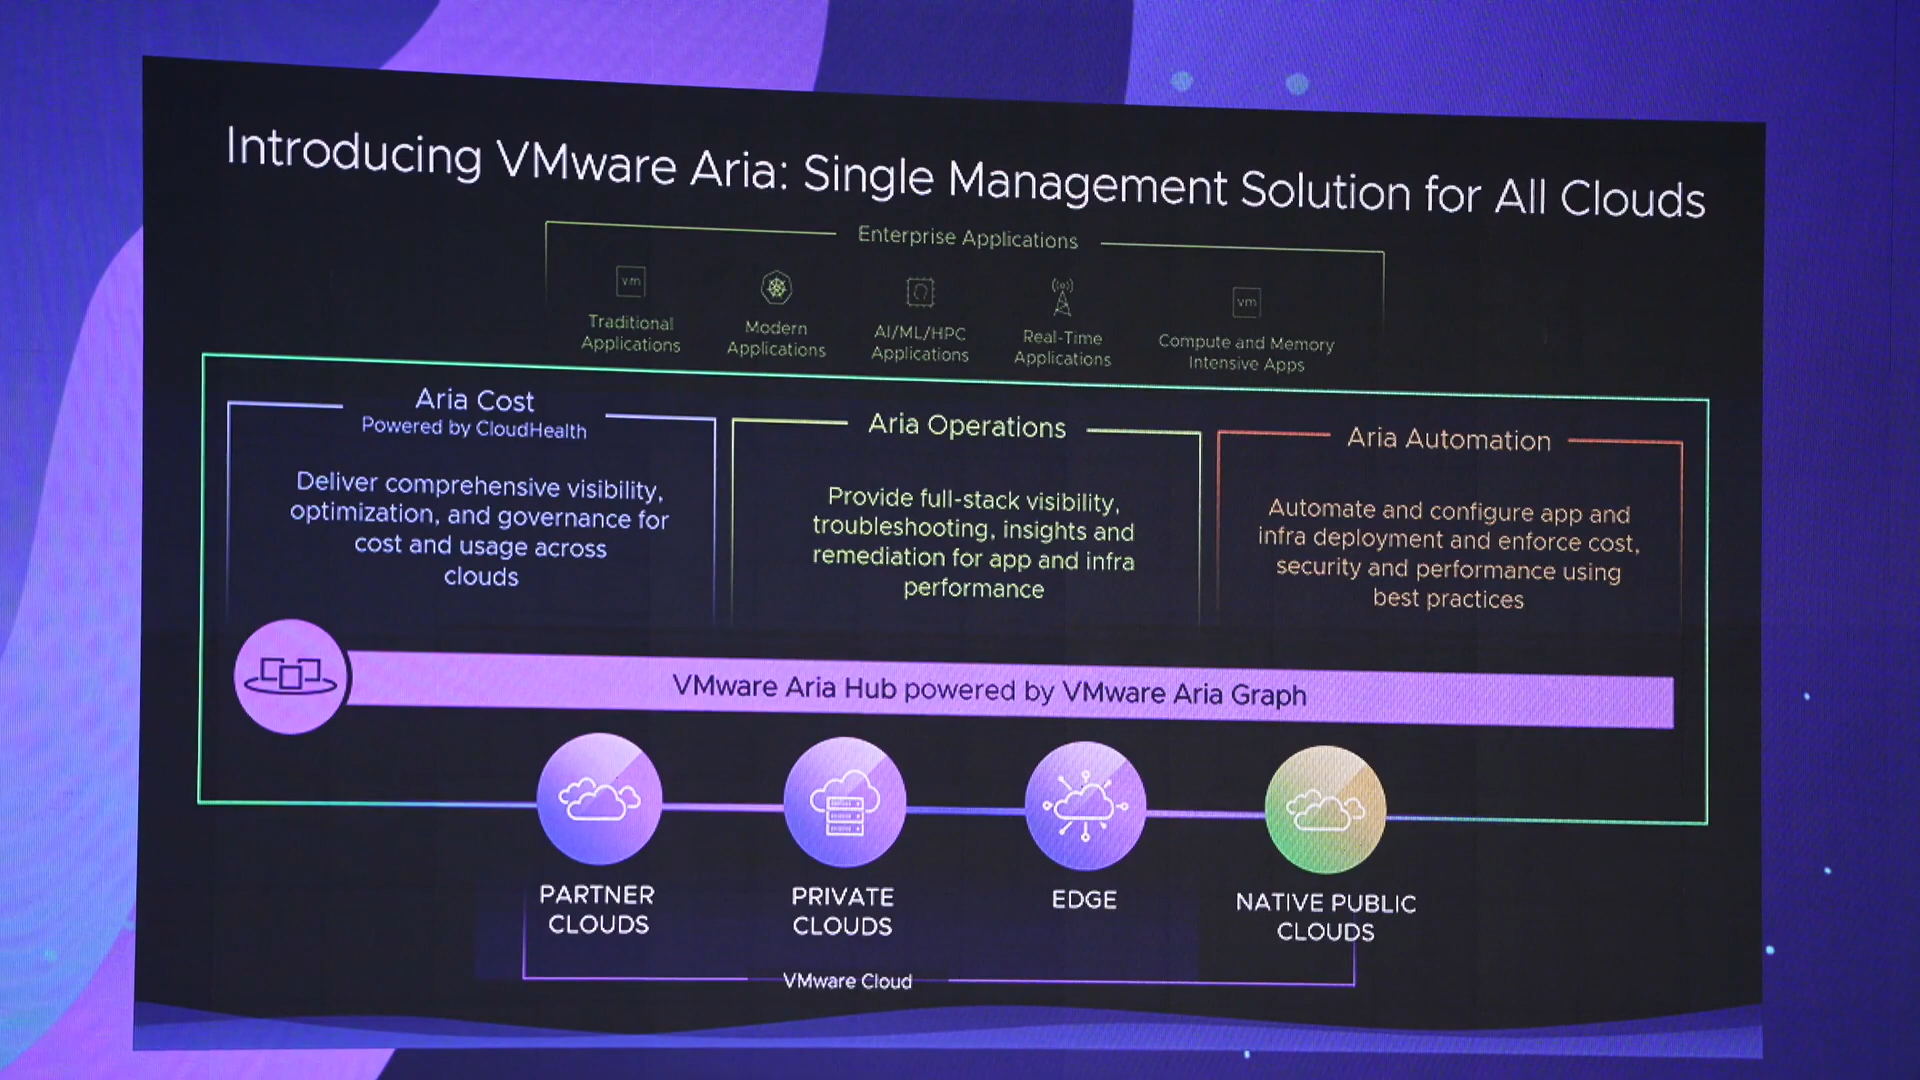 Introducing VMware Aria: Single Management Solution for All Clouds
Enterprise Applications
vm
vm
Traditional
Applications
Modern
Applications
AI/ML/HPC
Applications
Real-Time
Applications
Compute and Memory
Intensive Apps
Aria Cost
Powered by CloudHealth
Deliver comprehensive visibility,
optimization, and governance for
cost and usage across
clouds
Aria Operations
Provide full-stack visibility,
troubleshooting, insights and
remediation for app and infra
performance
Aria Automation
Automate and configure app and
infra deployment and enforce cost,
security and performance using
best practices
VMware Aria Hub powered by VMware Aria Graph
PARTNER
CLOUDS
PRIVATE
CLOUDS
EDGE
NATIVE PUBLIC
CLOUDS
VMware Cloud